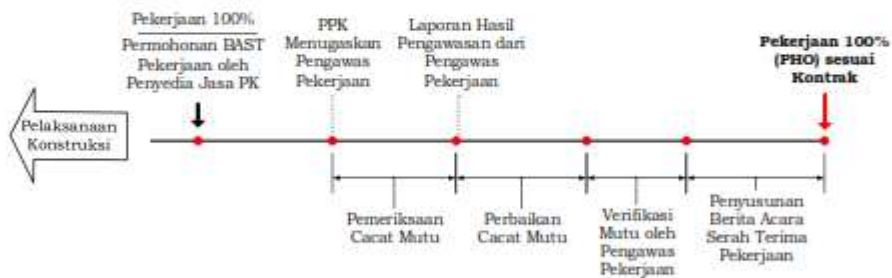 Pekerjaan 100%
Permohonan BAST
Pekerjaan oleh
Penyedia Jasa PK
PPK
Menugaskan
Pengawas
Pekerjaan
Laporan Hasil
Pengawasan dari
Pengawas
Pekerjaan
Pekerjaan 100%
(PHO) sesuai
Kontrak
Pelaksanaan
Konstruksi
Pemeriksaan
Cacat Mutu
Perbaikan
Cacat Mutu
Verifikasi
Mutu oleh
Pengawas
Pekerjaan
Penyusunan
Berita Acara
Serah Terima
Pekerjaan